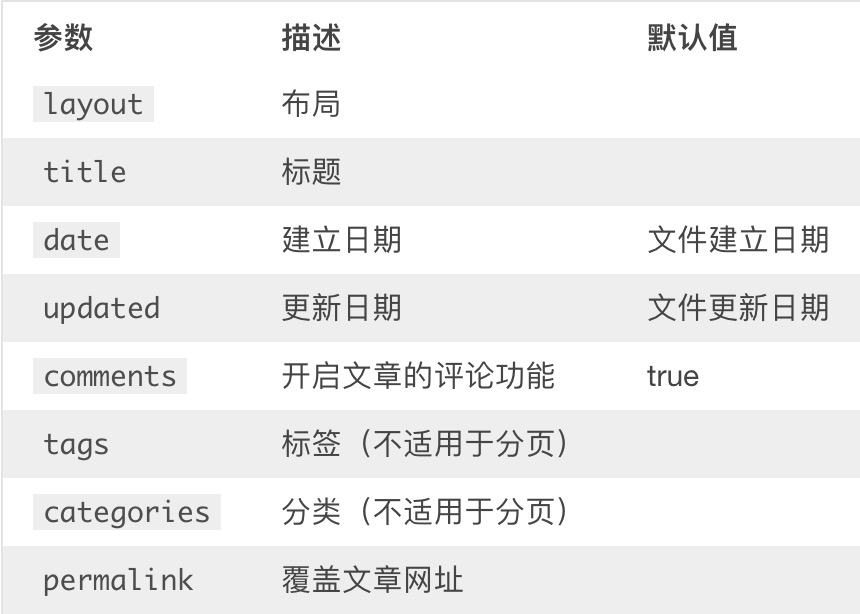 参数 描述 默认值
layout 布局
title 标题
date 建立日期 文件建立日期
updated 更新日期 文件更新日期
comments 开启文章的评论功能 true
tags 标签（不适用于分页）
categories 分类（不适用于分页）
permalink 覆盖文章网址